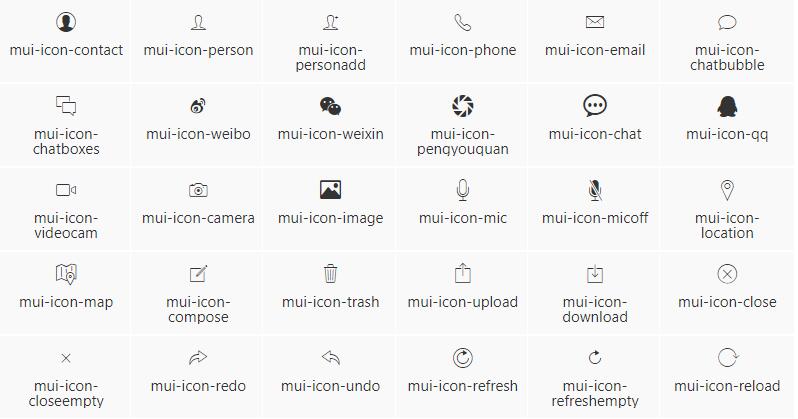 mui-icon-contact
mui-icon-person
mui-icon-
personadd
mui-icon-phone
mui-icon-email
mui-icon-
chatbubble
mui-icon-
chatboxes
mui-icon-weibo
mui-icon-weixin
mui-icon-
pengyouquan
mui-icon-chat
mui-icon-qq
mui-icon-
videocam
mui-icon-camera
mui-icon-image
mui-icon-mic
mui-icon-micoff
mui-icon-
location
mui-icon-map
mui-icon-
compose
mui-icon-trash
mui-icon-upload
mui-icon-
download
mui-icon-close
mui-icon-
closeempty
mui-icon-redo
mui-icon-undo
mui-icon-refresh
mui-icon-
refreshempty
mui-icon-reload